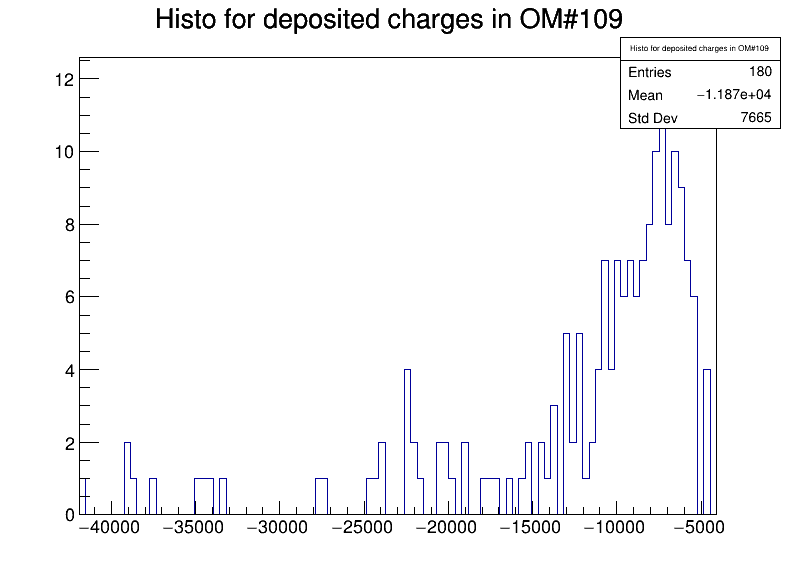 Histo for deposited charges in OM#109
Histo for deposited charges in OM#109
Entries 180
Mean −1.187e+04
Std Dev 7665
12
10
8
6
4
2
0
−40000 −35000 −30000 −25000 −20000 −15000 −10000 −5000